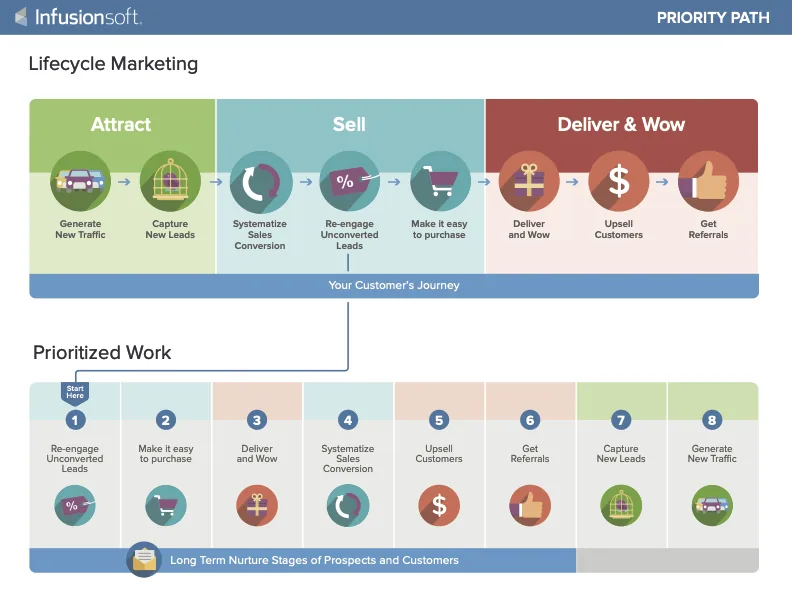 Infusionsoft.
PRIORITY PATH
Lifecycle Marketing
Attract
Sell
Deliver & Wow
%
$
Generate
New Traffic
Capture
New Leads
Systematize
Sales
Conversion
Re-engage
Unconverted
Leads
Make it easy
to purchase
Deliver
and Wow
Upsell
Customers
Get
Referrals
Your Customer's Journey
Prioritized Work
Start
Here
1
2
3
4
5
6
7
8
Re-engage
Unconverted
Leads
Make it easy
to purchase
Deliver
and Wow
Systematize
Sales
Conversion
Upsell
Customers
Get
Referrals
Capture
New Leads
Generate
New Traffic
%
$
Long Term Nurture Stages of Prospects and Customers